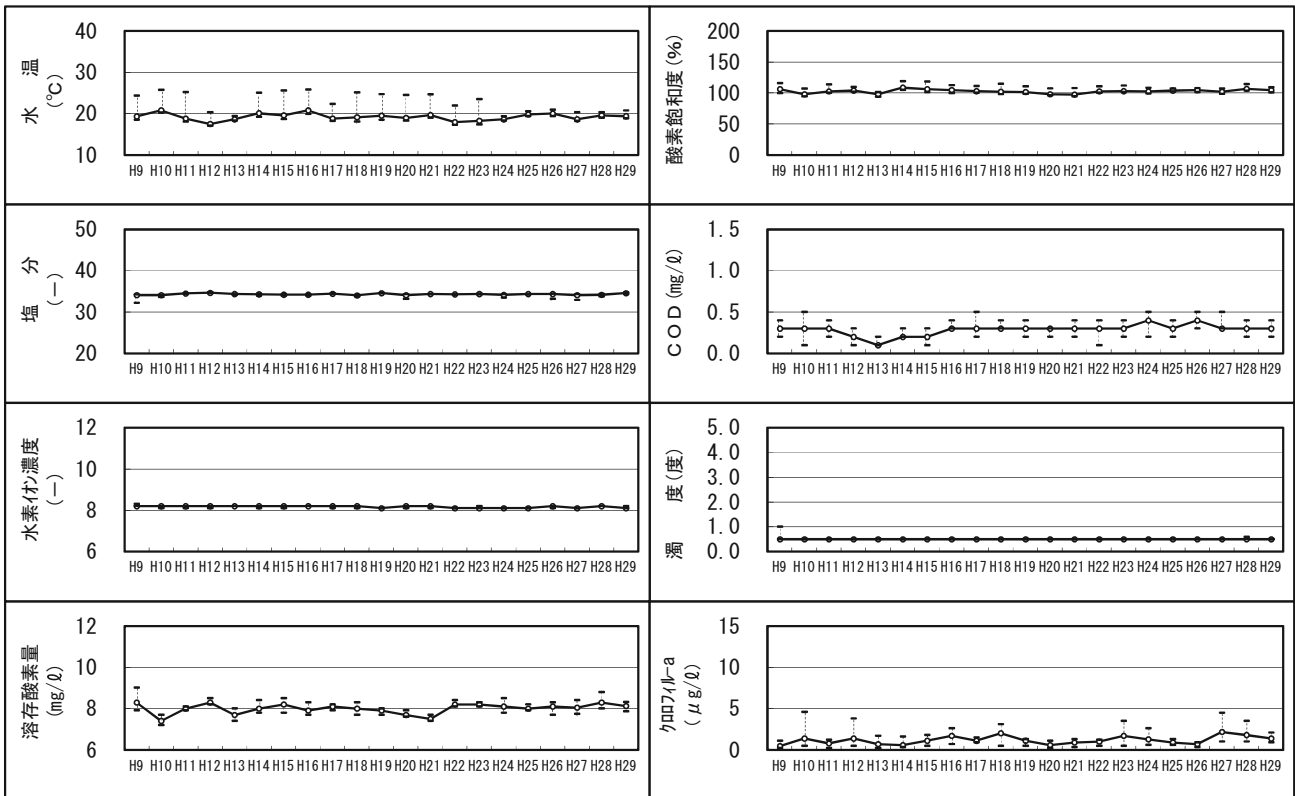 水 温 (℃)
40
30
20
10
H9 H10 H11 H12 H13 H14 H15 H16 H17 H18 H19 H20 H21 H22 H23 H24 H25 H26 H27 H28 H29
酸素飽和度(%)
200
150
100
50
0
H9 H10 H11 H12 H13 H14 H15 H16 H17 H18 H19 H20 H21 H22 H23 H24 H25 H26 H27 H28 H29
塩 分 (-)
50
40
30
20
H9 H10 H11 H12 H13 H14 H15 H16 H17 H18 H19 H20 H21 H22 H23 H24 H25 H26 H27 H28 H29
COD(mg/ℓ)
1.5
1.0
0.5
0.0
H9 H10 H11 H12 H13 H14 H15 H16 H17 H18 H19 H20 H21 H22 H23 H24 H25 H26 H27 H28 H29
水素ｲｵﾝ濃度 (-)
12
10
8
6
H9 H10 H11 H12 H13 H14 H15 H16 H17 H18 H19 H20 H21 H22 H23 H24 H25 H26 H27 H28 H29
濁 度(度)
5.0
4.0
3.0
2.0
1.0
0.0
H9 H10 H11 H12 H13 H14 H15 H16 H17 H18 H19 H20 H21 H22 H23 H24 H25 H26 H27 H28 H29
溶存酸素量 (mg/ℓ)
12
10
8
6
H9 H10 H11 H12 H13 H14 H15 H16 H17 H18 H19 H20 H21 H22 H23 H24 H25 H26 H27 H28 H29
ｸﾛﾛﾌｨﾙ-a (μg/ℓ)
15
10
5
0
H9 H10 H11 H12 H13 H14 H15 H16 H17 H18 H19 H20 H21 H22 H23 H24 H25 H26 H27 H28 H29